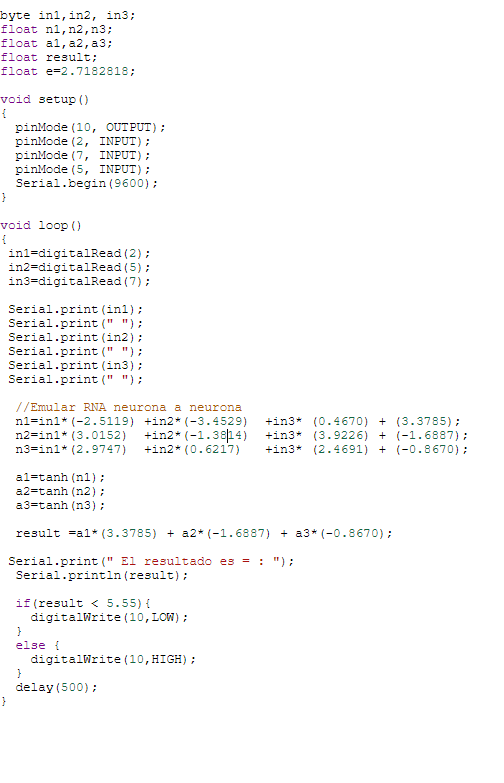 byte in1,in2, in3;
float n1,n2,n3;
float a1,a2,a3;
float result;
float e=2.7182818;

void setup()
{
  pinMode(10, OUTPUT);
  pinMode(2, INPUT);
  pinMode(7, INPUT);
  pinMode(5, INPUT);
  Serial.begin(9600);
}

void loop()
{
 in1=digitalRead(2);
 in2=digitalRead(5);
 in3=digitalRead(7);

 Serial.print(in1);
 Serial.print(" ");
 Serial.print(in2);
 Serial.print(" ");
 Serial.print(in3);
 Serial.print(" ");

  //Emular RNA neurona a neurona
  n1=in1*(-2.5119) +in2*(-3.4529)  +in3* (0.4670) + (3.3785);
  n2=in1*(3.0152)  +in2*(-1.3814)  +in3* (3.9226) + (-1.6887);
  n3=in1*(2.9747)  +in2*(0.6217)   +in3* (2.4691) + (-0.8670);

  a1=tanh(n1);
  a2=tanh(n2);
  a3=tanh(n3);

  result =a1*(3.3785) + a2*(-1.6887) + a3*(-0.8670);

 Serial.print(" El resultado es = : ");
  Serial.println(result);

  if(result < 5.55){
    digitalWrite(10,LOW);
  }
  else {
    digitalWrite(10,HIGH);
  }
  delay(500);
}